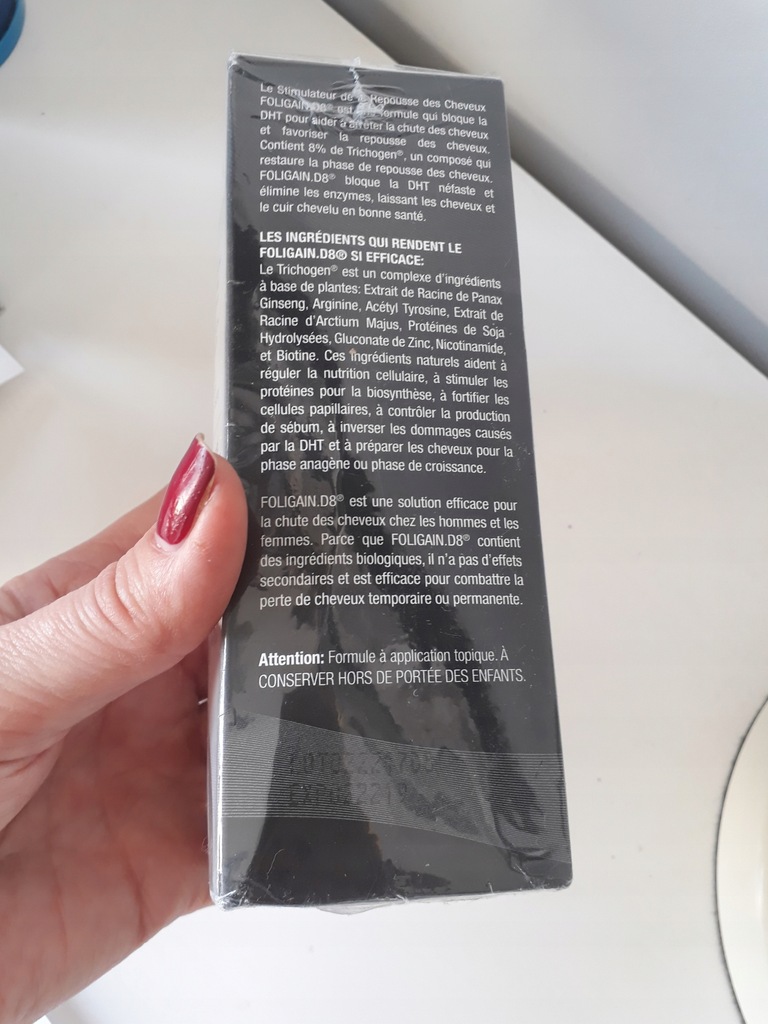 Le Stimulateur de Repousse des Cheveux
FOLIGAIN.D8® est formule qui bloque la
DHT pour aider à arrêter la chute des cheveux
et favoriser la repousse des cheveux.
Contient 8% de Trichogen®, un composé qui
restaure la phase de repousse des cheveux.
FOLIGAIN.D8® bloque la DHT néfaste et
élimine les enzymes, laissant les cheveux et
le cuir chevelu en bonne santé.
LES INGRÉDIENTS QUI RENDENT LE
FOLIGAIN.D8® SI EFFICACE:
Le Trichogen® est un complexe d'ingrédients
à base de plantes: Extrait de Racine de Panax
Ginseng, Arginine, Acétyl Tyrosine, Extrait de
Racine d'Arctium Majus, Protéines de Soja
Hydrolysées, Gluconate de Zinc, Nicotinamide,
et Biotine. Ces ingrédients naturels aident à
réguler la nutrition cellulaire, à stimuler les
protéines pour la biosynthèse, à fortifier les
cellules papillaires, à contrôler la production
de sébum, à inverser les dommages causés
par la DHT et à préparer les cheveux pour la
phase anagène ou phase de croissance.
FOLIGAIN.D8® est une solution efficace pour
la chute des cheveux chez les hommes et les
femmes. Parce que FOLIGAIN.D8® contient
des ingrédients biologiques, il n'a pas d'effets
secondaires et est efficace pour combattre la
perte de cheveux temporaire ou permanente.
Attention: Formule à application topique. À
CONSERVER HORS DE PORTÉE DES ENFANTS.